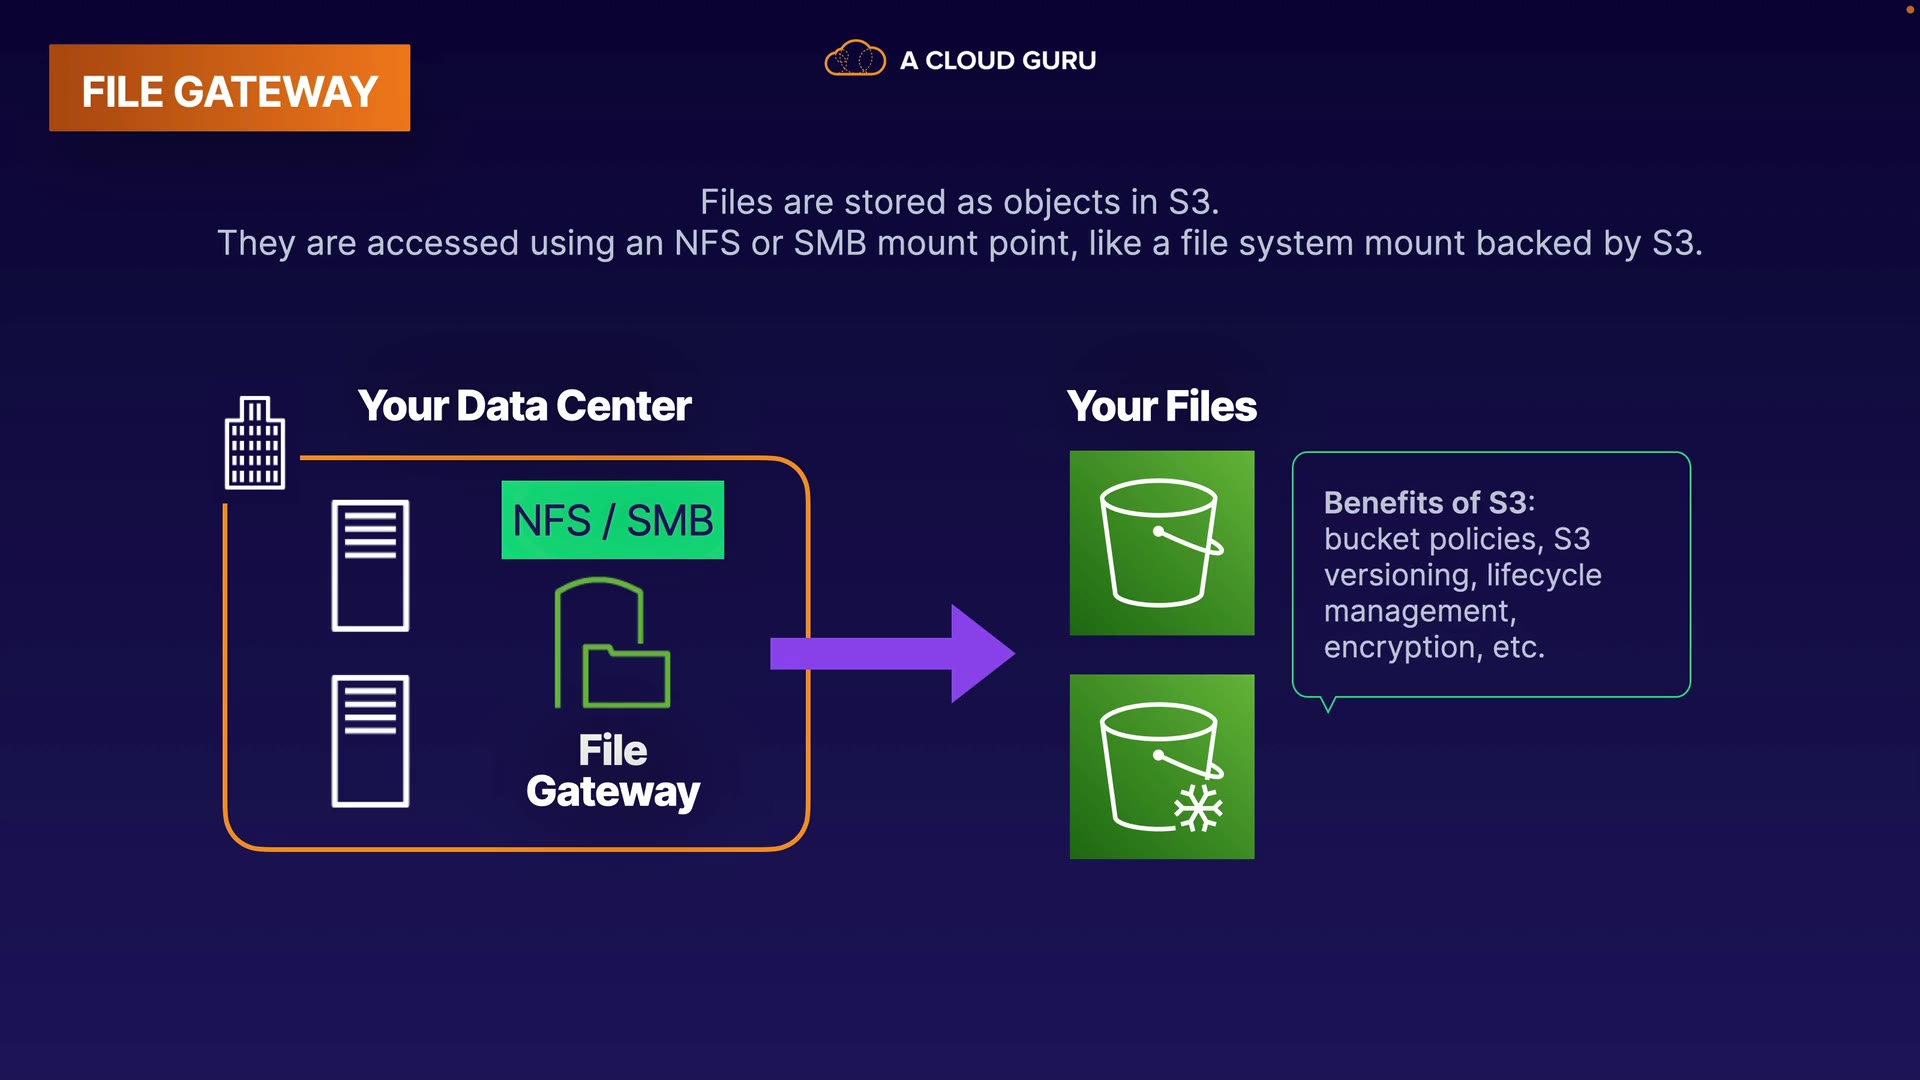 FILE GATEWAY
A CLOUD GURU
Files are stored as objects in S3.
They are accessed using an NFS or SMB mount point, like a file system mount backed by S3.
Your Data Center
NFS / SMB
File
Gateway
Your Files
Benefits of S3:
bucket policies, S3
versioning, lifecycle
management,
encryption, etc.